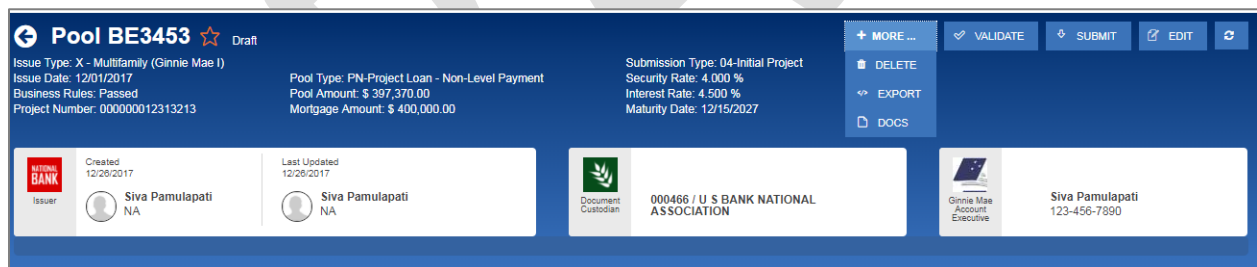 Pool BE3453 Draft
+ MORE ... VALIDATE SUBMIT EDIT
DELETE
EXPORT
DOCS
Issue Type: X - Multifamily (Ginnie Mae I)
Issue Date: 12/01/2017
Business Rules: Passed
Project Number: 000000012313213
Pool Type: PN-Project Loan - Non-Level Payment
Pool Amount: $ 397,370.00
Mortgage Amount: $ 400,000.00
Submission Type: 04-Initial Project
Security Rate: 4.000 %
Interest Rate: 4.500 %
Maturity Date: 12/15/2027
NATIONAL
BANK
Issuer
Created
12/26/2017
Siva Pamulapati
NA
Last Updated
12/26/2017
Siva Pamulapati
NA
Document
Custodian
000466 / U S BANK NATIONAL
ASSOCIATION
Ginnie Mae
Account
Executive
Siva Pamulapati
123-456-7890